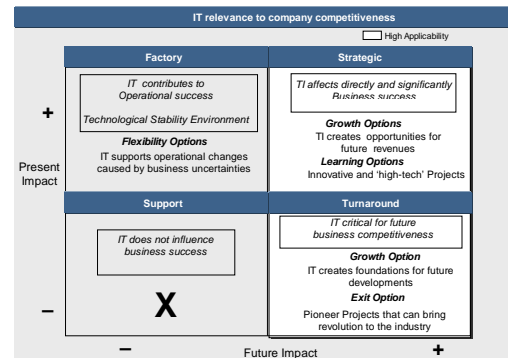 IT relevance to company competitiveness
High Applicability
Factory
Strategic
IT contributes to
Operational success
Technological Stability Environment
Flexibility Options
IT supports operational changes
caused by business uncertainties
TI affects directly and significantly
Business success
Growth Options
TI creates opportunities for
future revenues
Learning Options
Innovative and 'high-tech' Projects
+
Present
Impact
–
Support
Turnaround
IT does not influence
business success
X
IT critical for future
business competitiveness
Growth Option
IT creates foundations for future
developments
Exit Option
Pioneer Projects that can bring
revolution to the industry
–
Future Impact
+